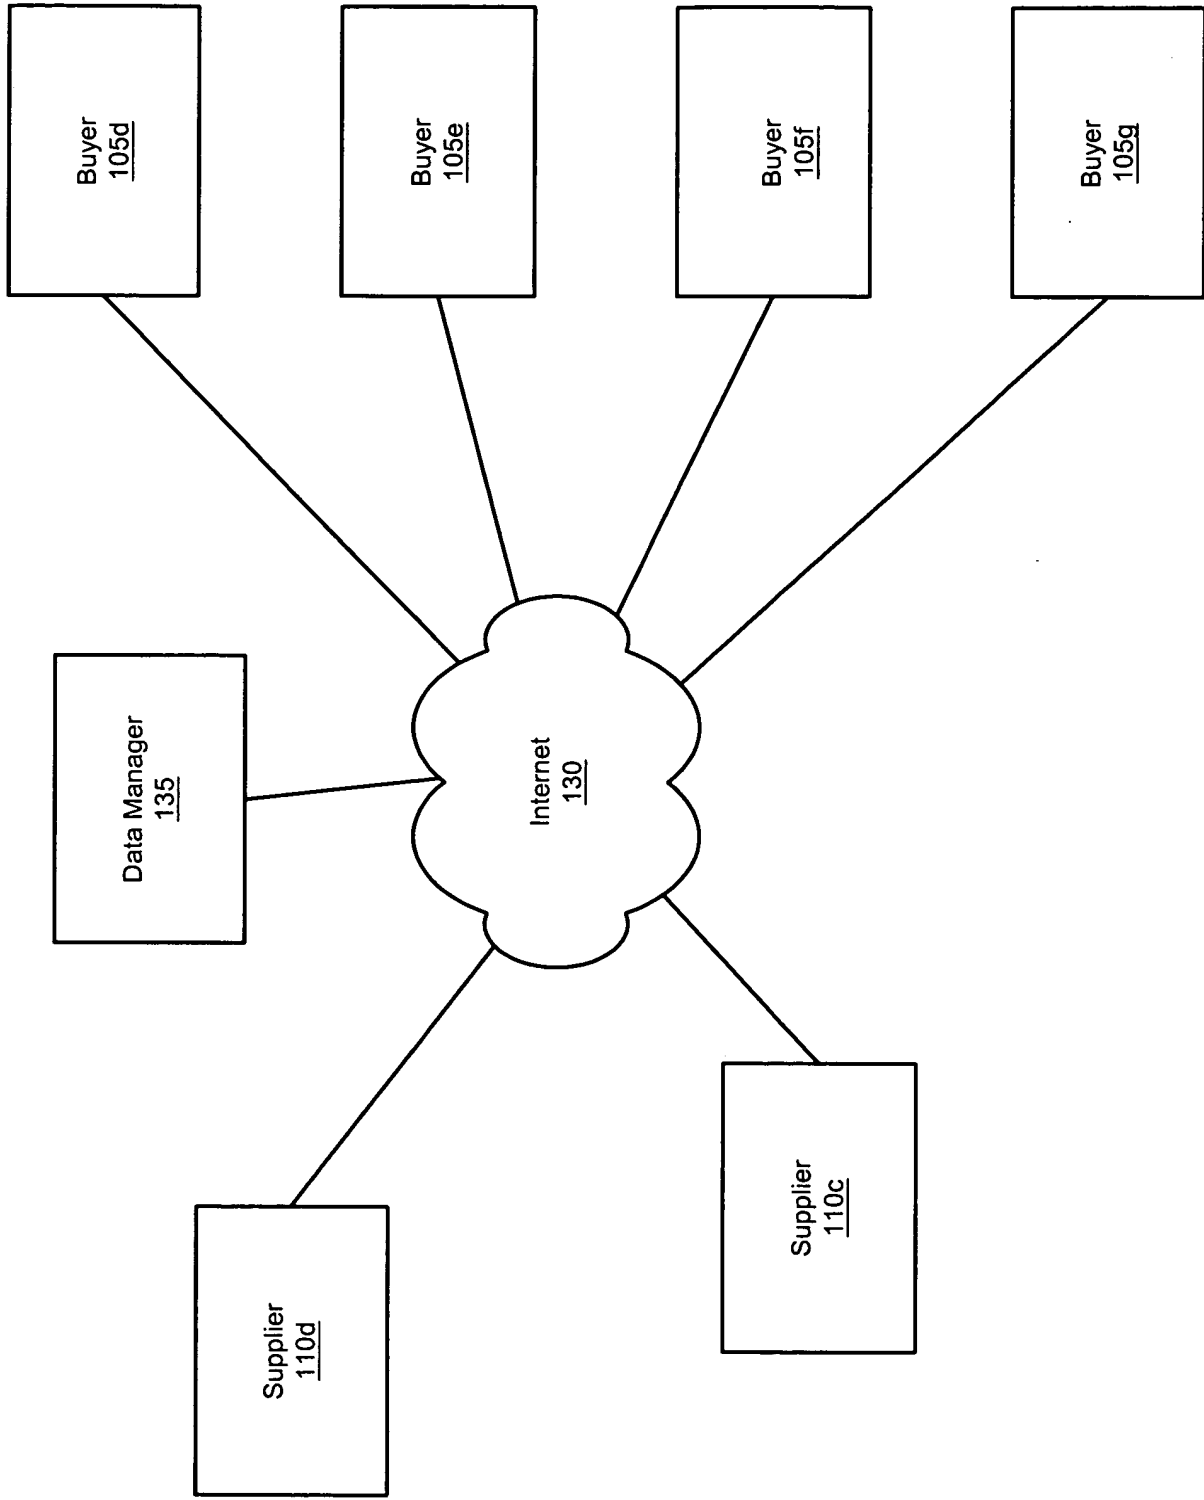 Supplier
110d
Data Manager
135
Buyer
105d
Buyer
105e
Internet
130
Supplier
110c
Buyer
105f
Buyer
105g